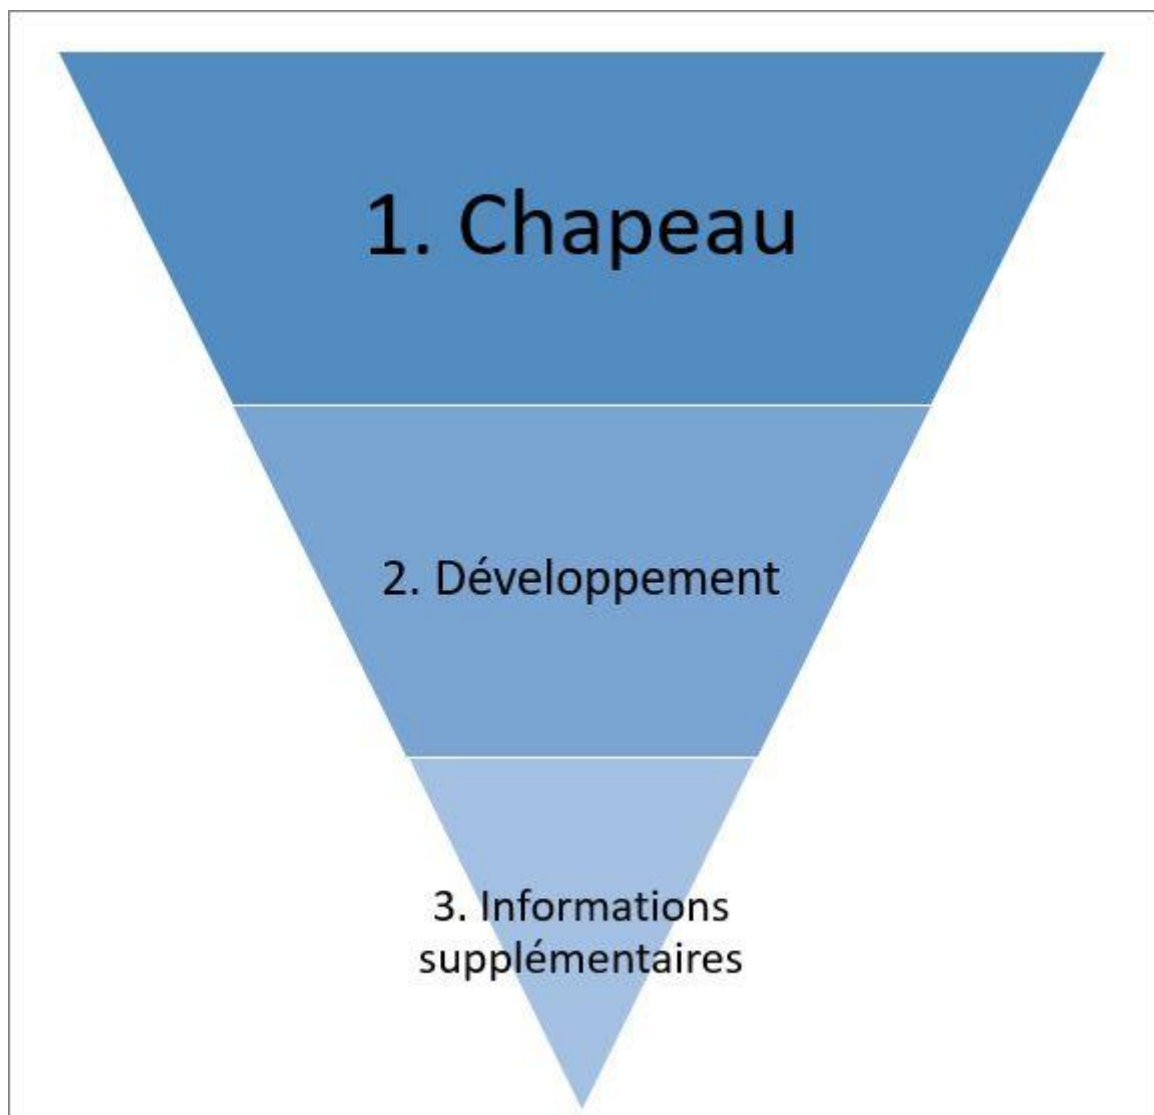 1. Chapeau
2. Développement
3. Informations
supplémentaires